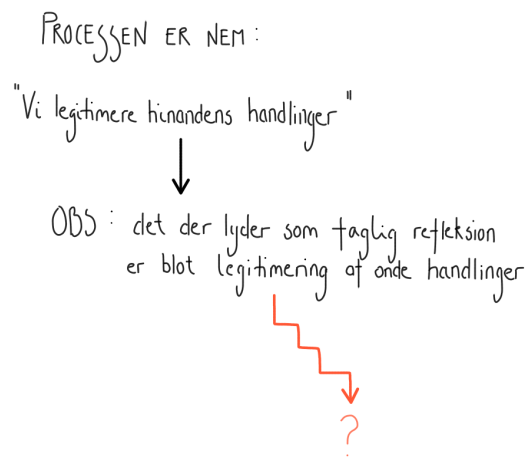 PROCESSEN ER NEM :
"Vi legitimere hinandens handlinger"
OBS : det der lyder som faglig refleksion
er blot legitimering af onde handlinger
?